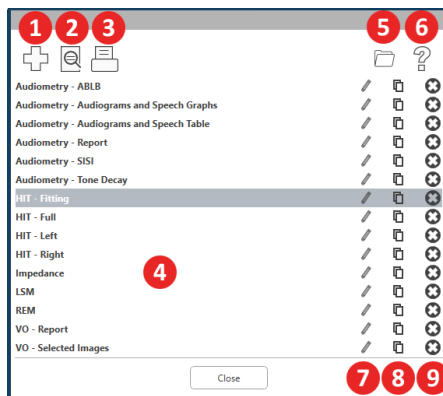 1 2 3 5 6
Audiometry - ABLB
Audiometry - Audiograms and Speech Graphs
Audiometry - Audiograms and Speech Table
Audiometry - Report
Audiometry - SISI
Audiometry - Tone Decay
HIT - Fitting
HIT - Full
HIT - Left
HIT - Right
Impedance
4
LSM
REM
VO - Report
VO - Selected Images
Close
7 8 9